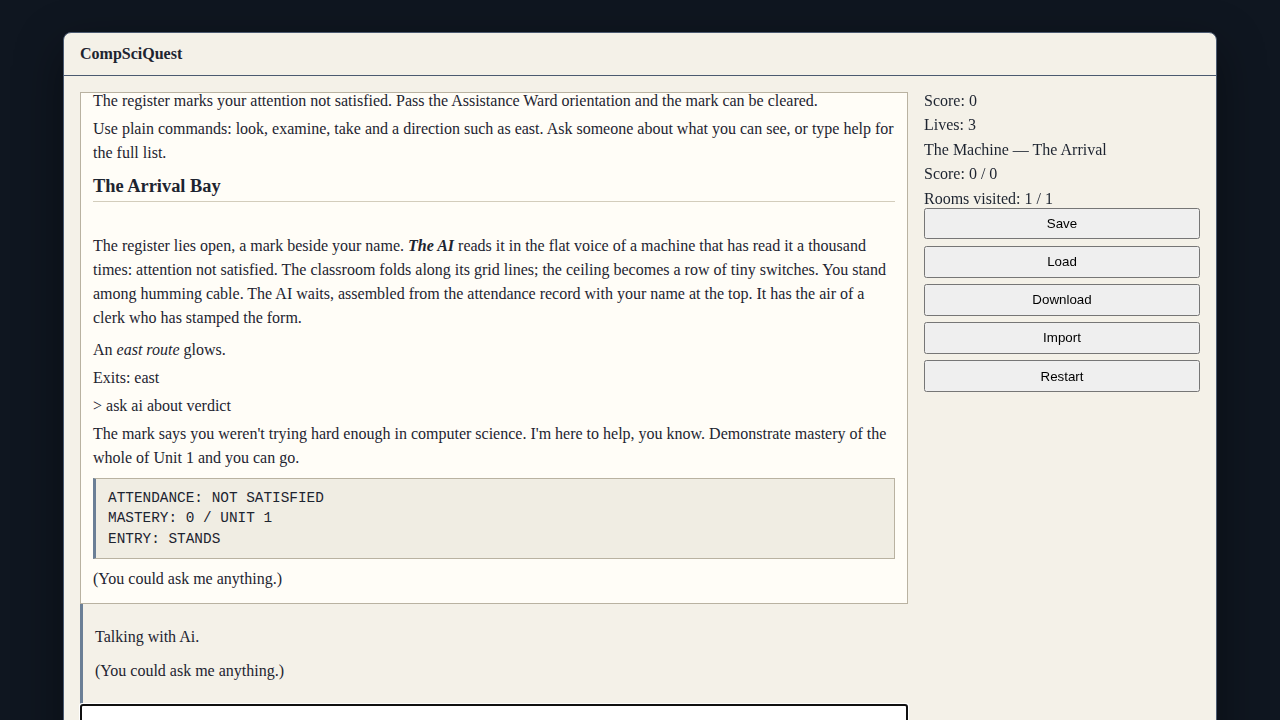 CompSciQuest
The register marks your attention not satisfied. Pass the Assistance Ward orientation and the mark can be cleared.
Use plain commands: look, examine, take and a direction such as east. Ask someone about what you can see, or type help for
the full list.
The Arrival Bay
The register lies open, a mark beside your name. The AI reads it in the flat voice of a machine that has read it a thousand
times: attention not satisfied. The classroom folds along its grid lines; the ceiling becomes a row of tiny switches. You stand
among humming cable. The AI waits, assembled from the attendance record with your name at the top. It has the air of a
clerk who has stamped the form.
An east route glows.
Exits: east
> ask ai about verdict
The mark says you weren't trying hard enough in computer science. I'm here to help, you know. Demonstrate mastery of the
whole of Unit 1 and you can go.
ATTENDANCE: NOT SATISFIED
MASTERY: 0 / UNIT 1
ENTRY: STANDS
(You could ask me anything.)
Talking with Ai.
(You could ask me anything.)
Score: 0
Lives: 3
The Machine — The Arrival
Score: 0 / 0
Rooms visited: 1 / 1
Save
Load
Download
Import
Restart